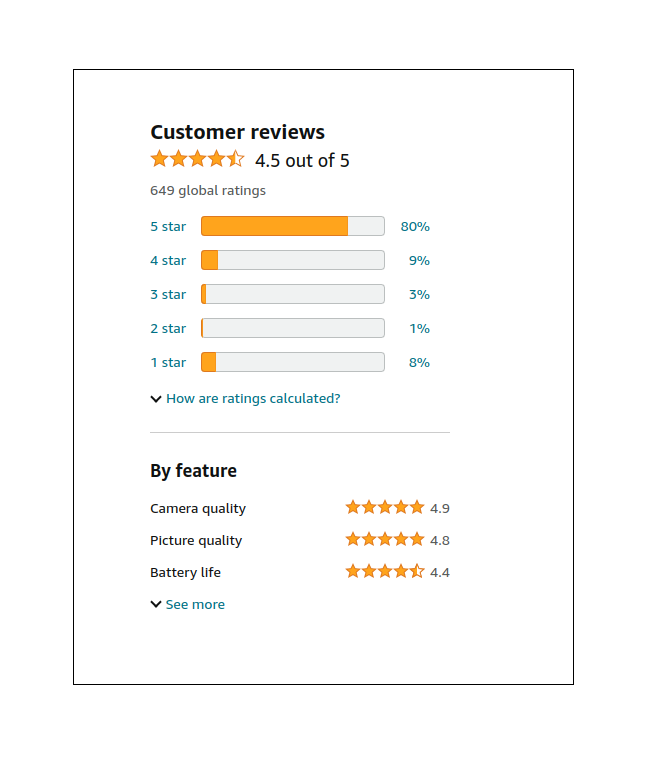 Customer reviews
4.5 out of 5
649 global ratings
5 star 80%
4 star 9%
3 star 3%
2 star 1%
1 star 8%
How are ratings calculated?
By feature
Camera quality 4.9
Picture quality 4.8
Battery life 4.4
See more